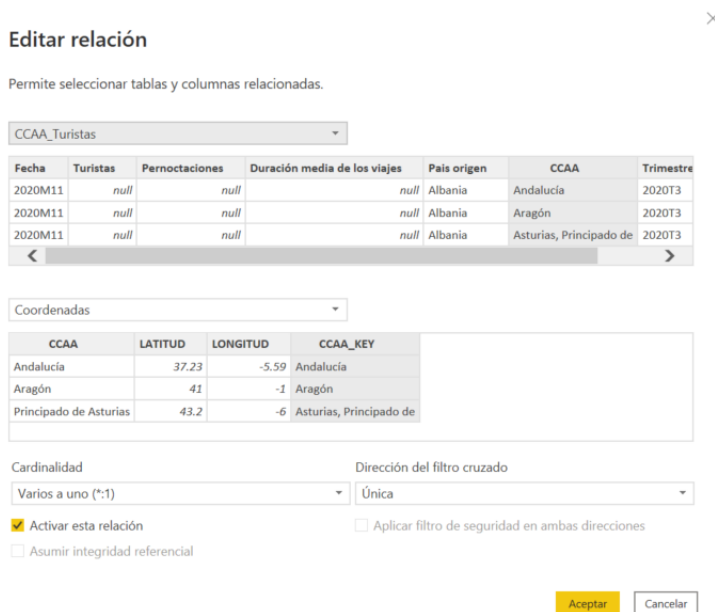 Editar relación
Permite seleccionar tablas y columnas relacionadas.
CCAA_Turistas
Fecha Turistas Pernoctaciones Duración media de los viajes Pais origen CCAA Trimestre
2020M11 null null null Albania Andalucía 2020T3
2020M11 null null null Albania Aragón 2020T3
2020M11 null null null Albania Asturias, Principado de 2020T3
Coordenadas
CCAA LATITUD LONGITUD CCAA_KEY
Andalucía 37.23 -5.59 Andalucía
Aragón 41 -1 Aragón
Principado de Asturias 43.2 -6 Asturias, Principado de
Cardinalidad Dirección del filtro cruzado
Varios a uno (*:1) Única
Activar esta relación Aplicar filtro de seguridad en ambas direcciones
Asumir integridad referencial
Aceptar Cancelar